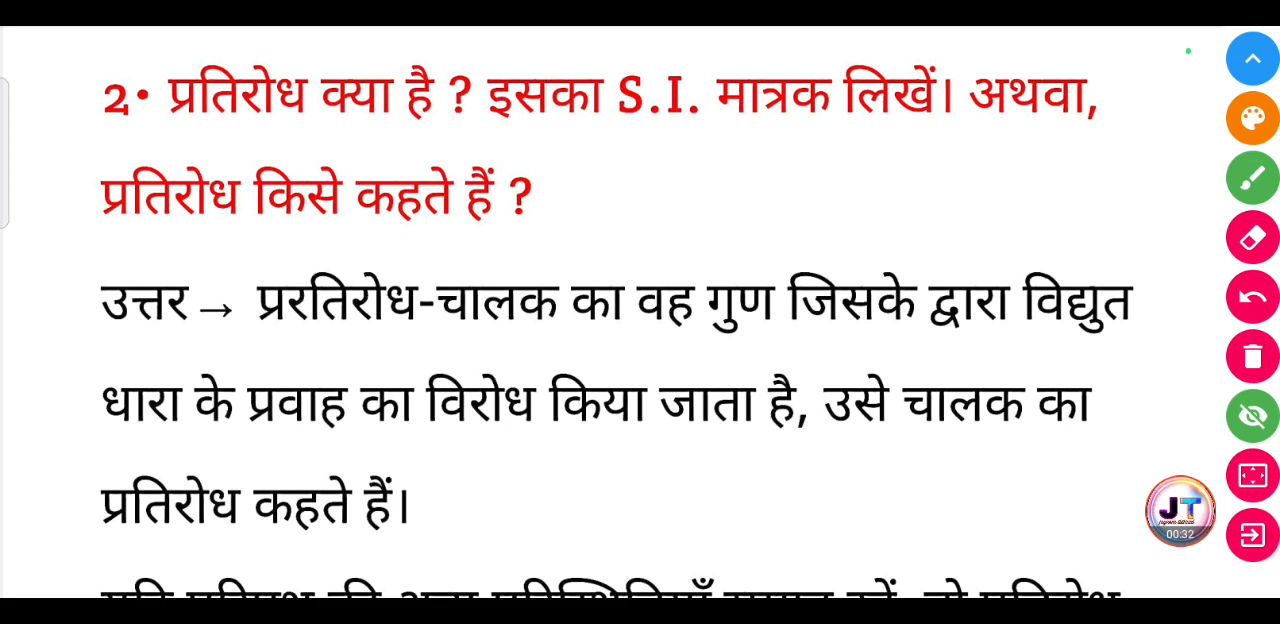 2• प्रतिरोध क्या है ? इसका S.I. मात्रक लिखें। अथवा,
प्रतिरोध किसे कहते हैं ?
उत्तर → प्ररतिरोध-चालक का वह गुण जिसके द्वारा विद्युत
धारा के प्रवाह का विरोध किया जाता है, उसे चालक का
प्रतिरोध कहते हैं।
JT
00:32